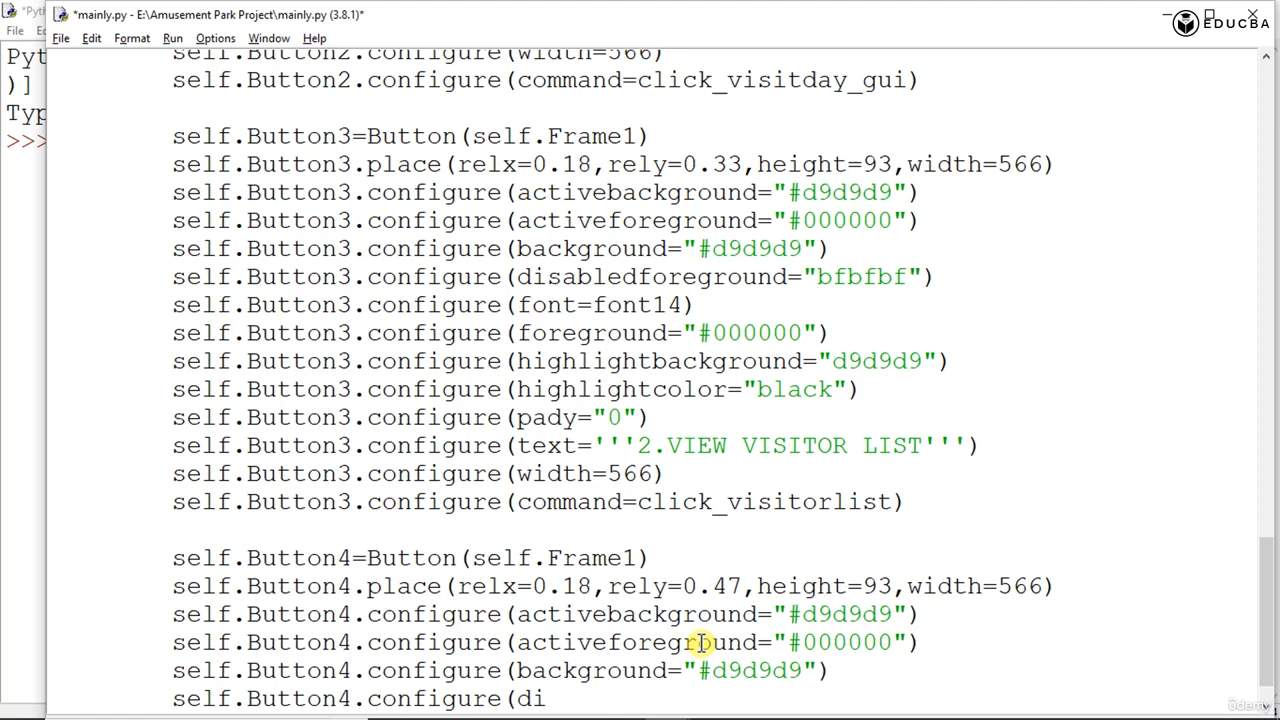 *mainly.py - E:\Amusement Park Project\mainly.py (3.8.1)*
EDUCBA
File Edit Format Run Options Window Help
File
Pyt
)]
Typ
>>>
self.Button2.configure(width=566)
self.Button2.configure(command=click_visitday_gui)
self.Button3=Button(self.Frame1)
self.Button3.place(relx=0.18,rely=0.33,height=93,width=566)
self.Button3.configure(activebackground="#d9d9d9")
self.Button3.configure(activeforeground="#000000")
self.Button3.configure(background="#d9d9d9")
self.Button3.configure(disabledforeground="bfbfbf")
self.Button3.configure(font=font14)
self.Button3.configure(foreground="#000000")
self.Button3.configure(highlightbackground="d9d9d9")
self.Button3.configure(highlightcolor="black")
self.Button3.configure(pady="0")
self.Button3.configure(text='''2.VIEW VISITOR LIST''')
self.Button3.configure(width=566)
self.Button3.configure(command=click_visitorlist)
self.Button4=Button(self.Frame1)
self.Button4.place(relx=0.18,rely=0.47,height=93,width=566)
self.Button4.configure(activebackground="#d9d9d9")
self.Button4.configure(activeforeground="#000000")
self.Button4.configure(background="#d9d9d9")
self.Button4.configure(di
ûdemy